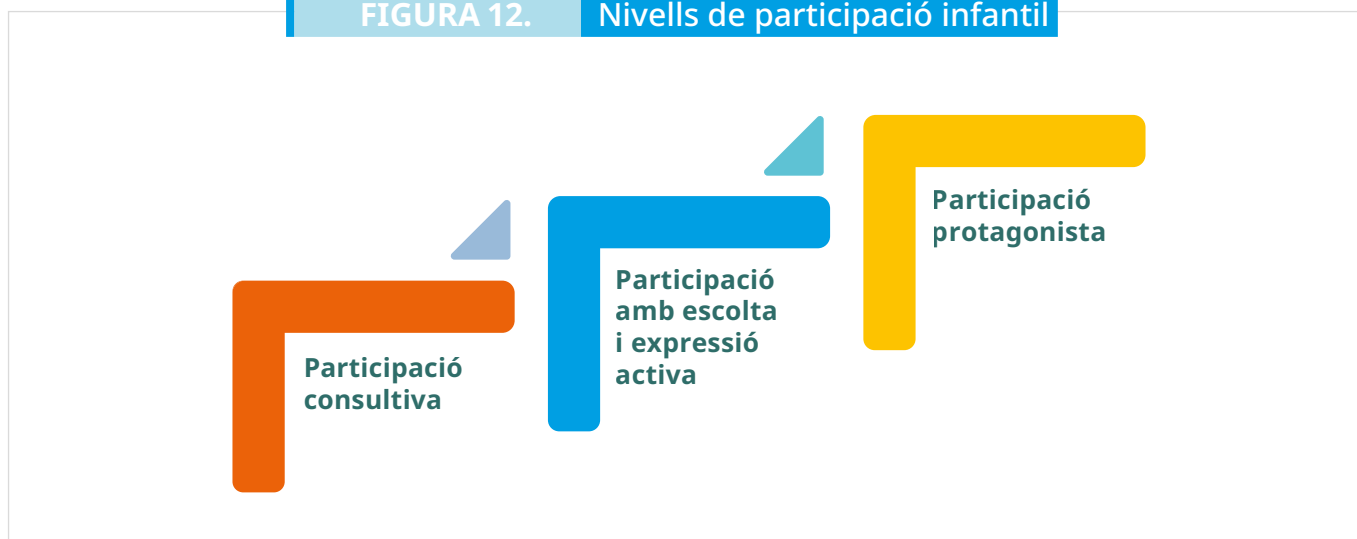 FIGURA 12. Nivells de participació infantil
Participació
consultiva
Participació
amb escolta
i expressió
activa
Participació
protagonista